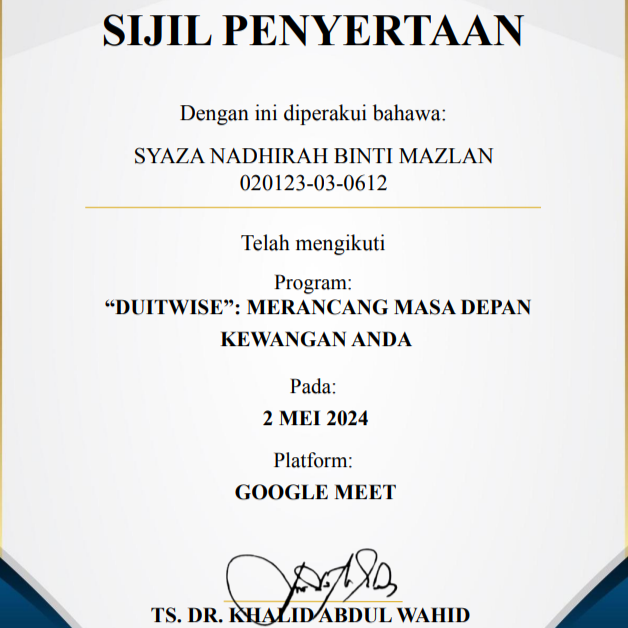 SIJIL PENYERTAAN
Dengan ini diperakui bahawa:
SYAZA NADHIRAH BINTI MAZLAN
020123-03-0612
Telah mengikuti
Program:
“DUITWISE”: MERANCANG MASA DEPAN
KEWANGAN ANDA
Pada:
2 MEI 2024
Platform:
GOOGLE MEET
TS. DR. KHALID ABDUL WAHID